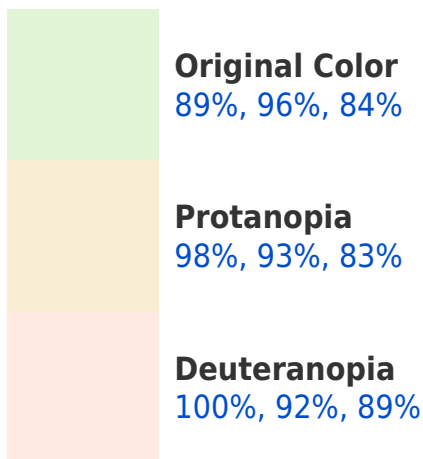 Original Color
89%, 96%, 84%
Protanopia
98%, 93%, 83%
Deuteranopia
100%, 92%, 89%